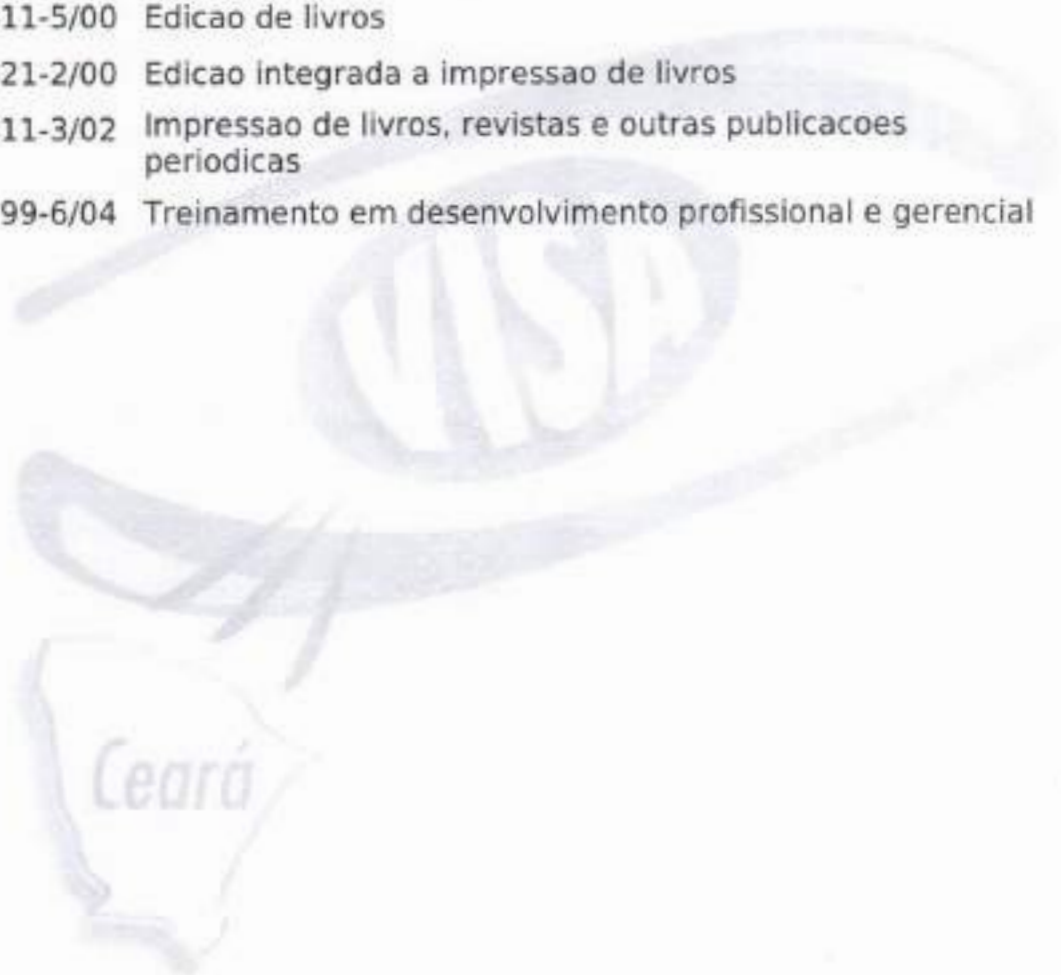 11-5/00 Edicao de livros
21-2/00 Edicao integrada a impressao de livros
11-3/02 Impressao de livros, revistas e outras publicacoes
periodicas
99-6/04 Treinamento em desenvolvimento profissional e gerencial
VISA
Ceará